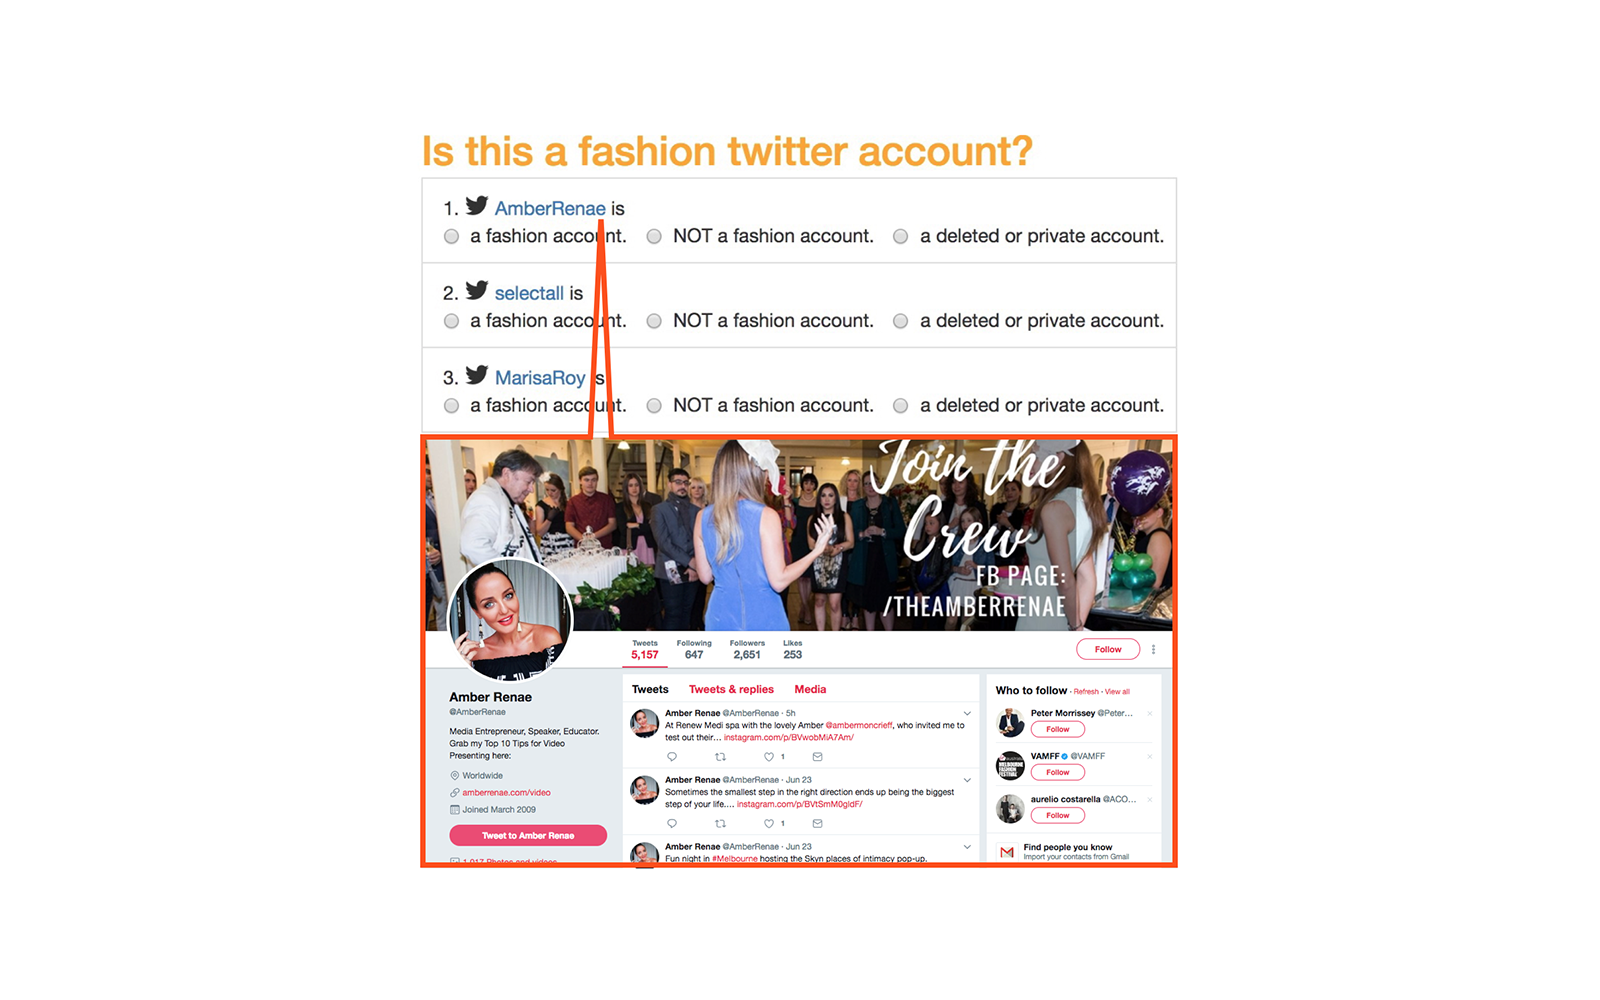 Is this a fashion twitter account?
1. AmberRenae is
a fashion account. NOT a fashion account. a deleted or private account.
2. selectall is
a fashion account. NOT a fashion account. a deleted or private account.
3. MarisaRoy is
a fashion account. NOT a fashion account. a deleted or private account.
Join the
Crew
FB PAGE:
/THEAMBERRENAE
Tweets Following Followers Likes
5,157 647 2,651 253
Follow
Amber Renae
@AmberRenae
Media Entrepreneur, Speaker, Educator.
Grab my Top 10 Tips for Video
Presenting here:
Worldwide
amberrenae.com/video
Joined March 2009
Tweet to Amber Renae
1,017 Photos and videos
Tweets Tweets & replies Media
Amber Renae @AmberRenae · 5h
At Renew Medi spa with the lovely Amber @ambermoncrieff, who invited me to
test out their… instagram.com/p/BVwobMiA7Am/
1
Amber Renae @AmberRenae · Jun 23
Sometimes the smallest step in the right direction ends up being the biggest
step of your life.... instagram.com/p/BVtSmM0gldF/
1
Amber Renae @AmberRenae · Jun 23
Fun night in #Melbourne hosting the Skyn places of intimacy pop-up.
Who to follow · Refresh · View all
Peter Morrissey @Peter...
Follow
VAMFF @VAMFF
MELBOURNE
FASHION
FESTIVAL
Follow
aurelio costarella @ACO...
Follow
Find people you know
Import your contacts from Gmail